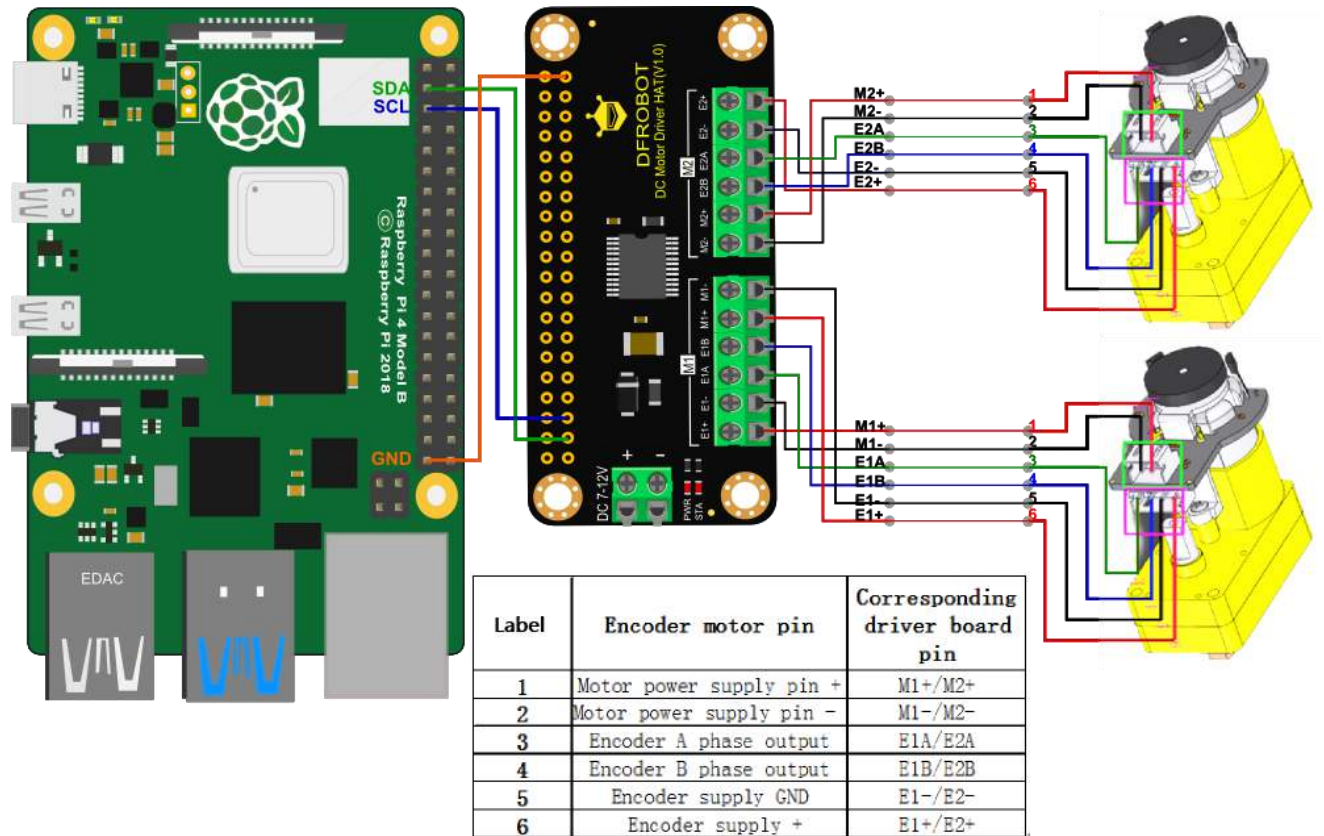 SDA
SCL
GND
Raspberry Pi 4 Model B
© Raspberry Pi 2018
EDAC
DFROBOT
DC Motor Driver HAT(V1.0)
M2
E2+
E2-
E2A
E2B
M2+
M2-
M1
M1-
M1+
E1B
E1A
E1-
E1+
DC 7-12V
+ -
PWR
STA
M2+ 1
M2- 2
E2A 3
E2B 4
E2- 5
E2+ 6
M1+ 1
M1- 2
E1A 3
E1B 4
E1- 5
E1+ 6
Label Encoder motor pin Corresponding
driver board
pin
1 Motor power supply pin + M1+/M2+
2 Motor power supply pin - M1-/M2-
3 Encoder A phase output E1A/E2A
4 Encoder B phase output E1B/E2B
5 Encoder supply GND E1-/E2-
6 Encoder supply + E1+/E2+